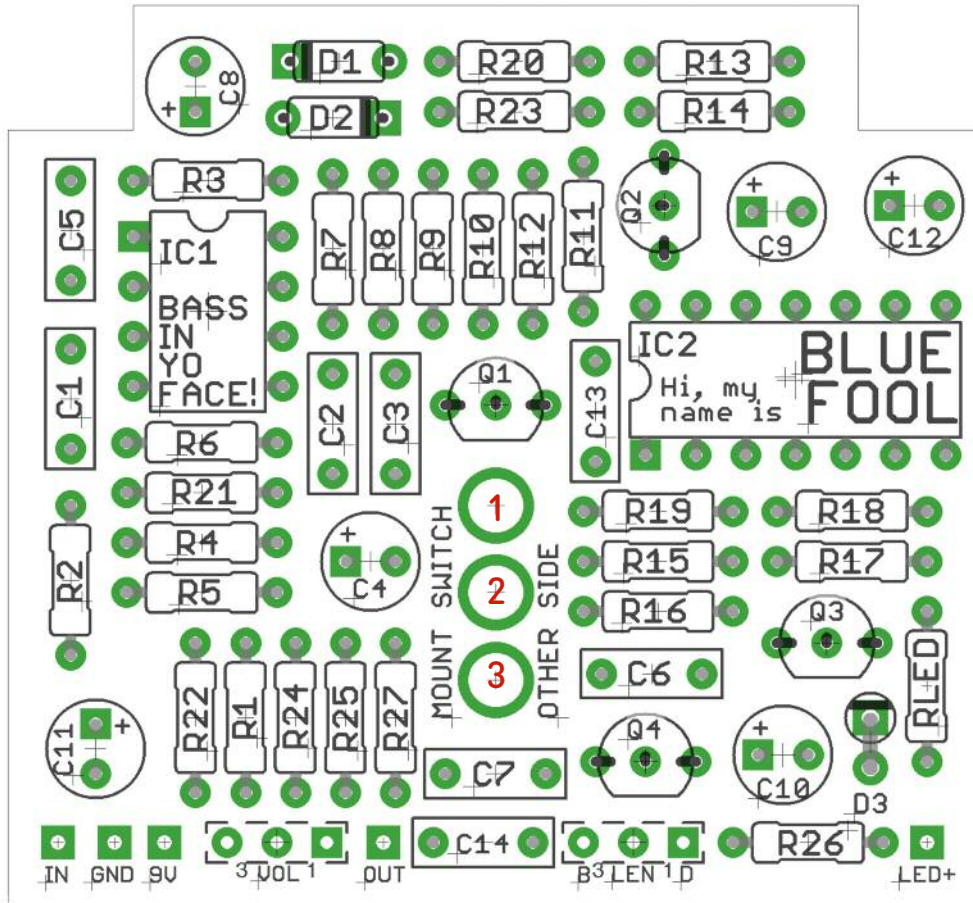 D1
R20
R13
C8
+
D2
R23
R14
R3
Q2
+
C9
+
C12
C5
IC1
R7
R8
R9
R10
R12
R11
BASS
IN
YO
FACE!
IC2
BLUE
FOOL
Hi, my
name is
C1
C2
C3
Q1
C13
R6
R21
R4
R5
R2
+
C4
MOUNT SWITCH
1
2
3
OTHER SIDE
R19
R18
R15
R17
R16
Q3
C6
RLED
R22
R1
R24
R25
R27
+
C11
C7
Q4
+
C10
D3
C14
R26
IN
GND
9V
3 VOL 1
OUT
B3 LEN 1 D
LED+